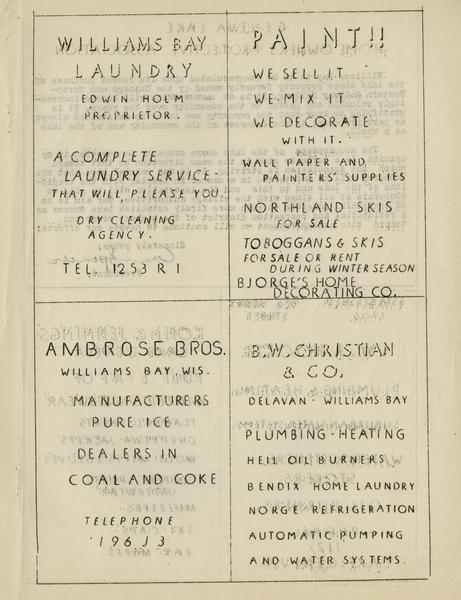 WILLIAMS BAY
LAUNDRY
EDWIN HOLM
PROPRIETOR.
A COMPLETE
LAUNDRY SERVICE·
THAT WILL, PLEASE YOU.
DRY CLEANING
AGENCY.
TEL. 1253 R I
PAINT!!
WE SELL IT
WE·MIX IT
WE DECORATE
WITH IT.
WALL PAPER AND
PAINTERS' SUPPLIES
NORTHLAND SKIS
FOR SALE
TOBOGGANS & SKIS
FOR SALE OR RENT
DURING WINTER SEASON
BJORGE'S HOME
DECORATING CO.
AMBROSE BROS.
WILLIAMS BAY, WIS.
MANUFACTURERS
PURE ICE
DEALERS IN
COAL AND COKE
TELEPHONE
196J3
B.W. CHRISTIAN
& CO.
DELAVAN · WILLIAMS BAY
PLUMBING - HEATING
HEIL OIL BURNERS
BENDIX HOME LAUNDRY
NORGE REFRIGERATION
AUTOMATIC PUMPING
AND WATER SYSTEMS.